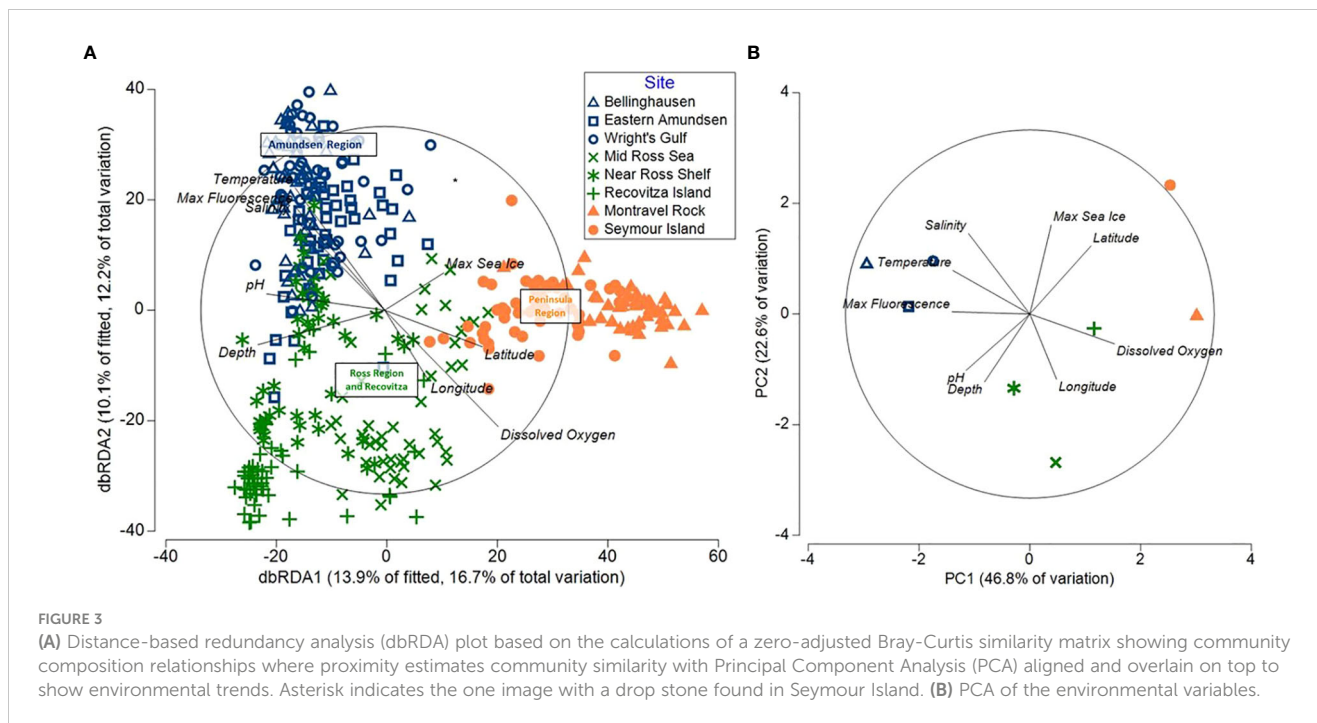 A
B
Site
Bellinghausen
Eastern Amundsen
Wright's Gulf
Mid Ross Sea
Near Ross Shelf
Recovitza Island
Montravel Rock
Seymour Island
40
20
0
-20
-40
dbRDA2 (10.1% of fitted, 12.2% of total variation)
Amundsen Region
Temperature
Max Fluorescence
Salinity
pH
Depth
Max Sea Ice
Peninsula
Region
Latitude
Longitude
Dissolved Oxygen
Ross Region
and Recovitza
*
-40 -20 0 20 40 60
dbRDA1 (13.9% of fitted, 16.7% of total variation)
4
2
0
-2
-4
PC2 (22.6% of variation)
Salinity
Max Sea Ice
Latitude
Temperature
Max Fluorescence
Dissolved Oxygen
pH
Depth
Longitude
-4 -2 0 2 4
PC1 (46.8% of variation)
FIGURE 3
(A) Distance-based redundancy analysis (dbRDA) plot based on the calculations of a zero-adjusted Bray-Curtis similarity matrix showing community
composition relationships where proximity estimates community similarity with Principal Component Analysis (PCA) aligned and overlain on top to
show environmental trends. Asterisk indicates the one image with a drop stone found in Seymour Island. (B) PCA of the environmental variables.